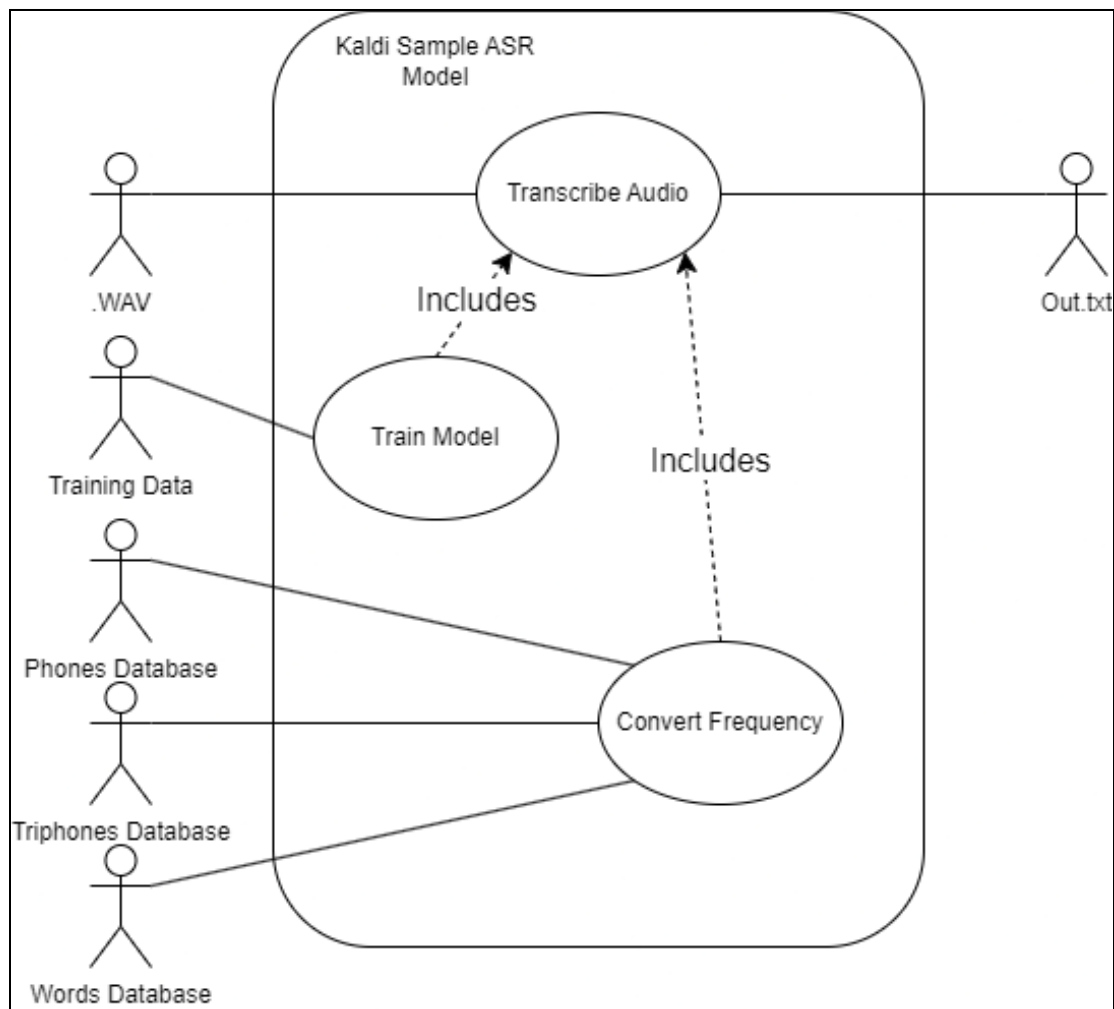 Kaldi Sample ASR
Model
Transcribe Audio
.WAV
Out.txt
Includes
Train Model
Training Data
Includes
Phones Database
Convert Frequency
Triphones Database
Words Database